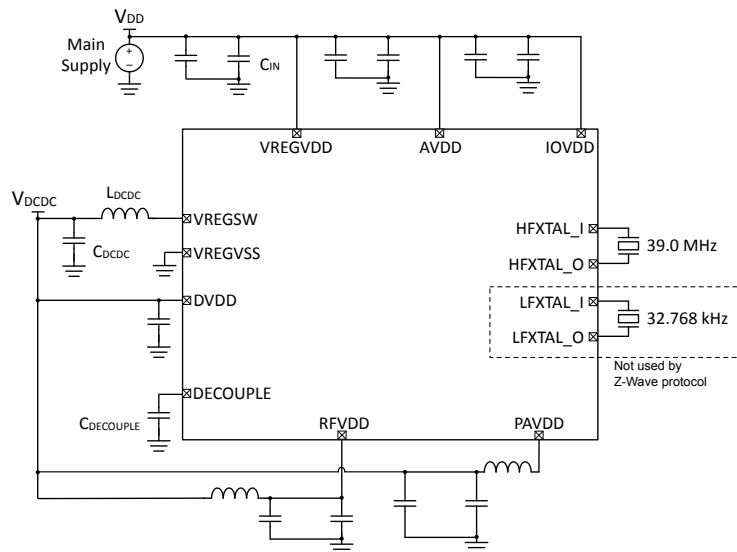 VDD
Main
Supply
+
−
CIN
VREGVDD
AVDD
IOVDD
VDCDC
LDCDC
CDCDC
VREGSW
VREGVSS
DVDD
DECOUPLE
CDECOUPLE
RFVDD
PAVDD
HFXTAL_I
HFXTAL_O
39.0 MHz
LFXTAL_I
LFXTAL_O
32.768 kHz
Not used by
Z-Wave protocol